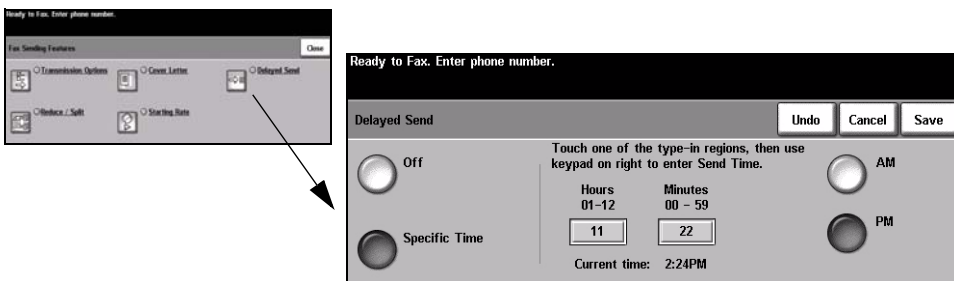 Ready to Fax. Enter phone number.
Fax Sending Features
Close
Transmission Options
Cover Letter
Delayed Send
Reduce / Split
Starting Rate
Ready to Fax. Enter phone number.
Delayed Send
Undo
Cancel
Save
Off
Specific Time
Touch one of the type-in regions, then use
keypad on right to enter Send Time.
Hours
01-12
Minutes
00 - 59
11
22
Current time: 2:24PM
AM
PM